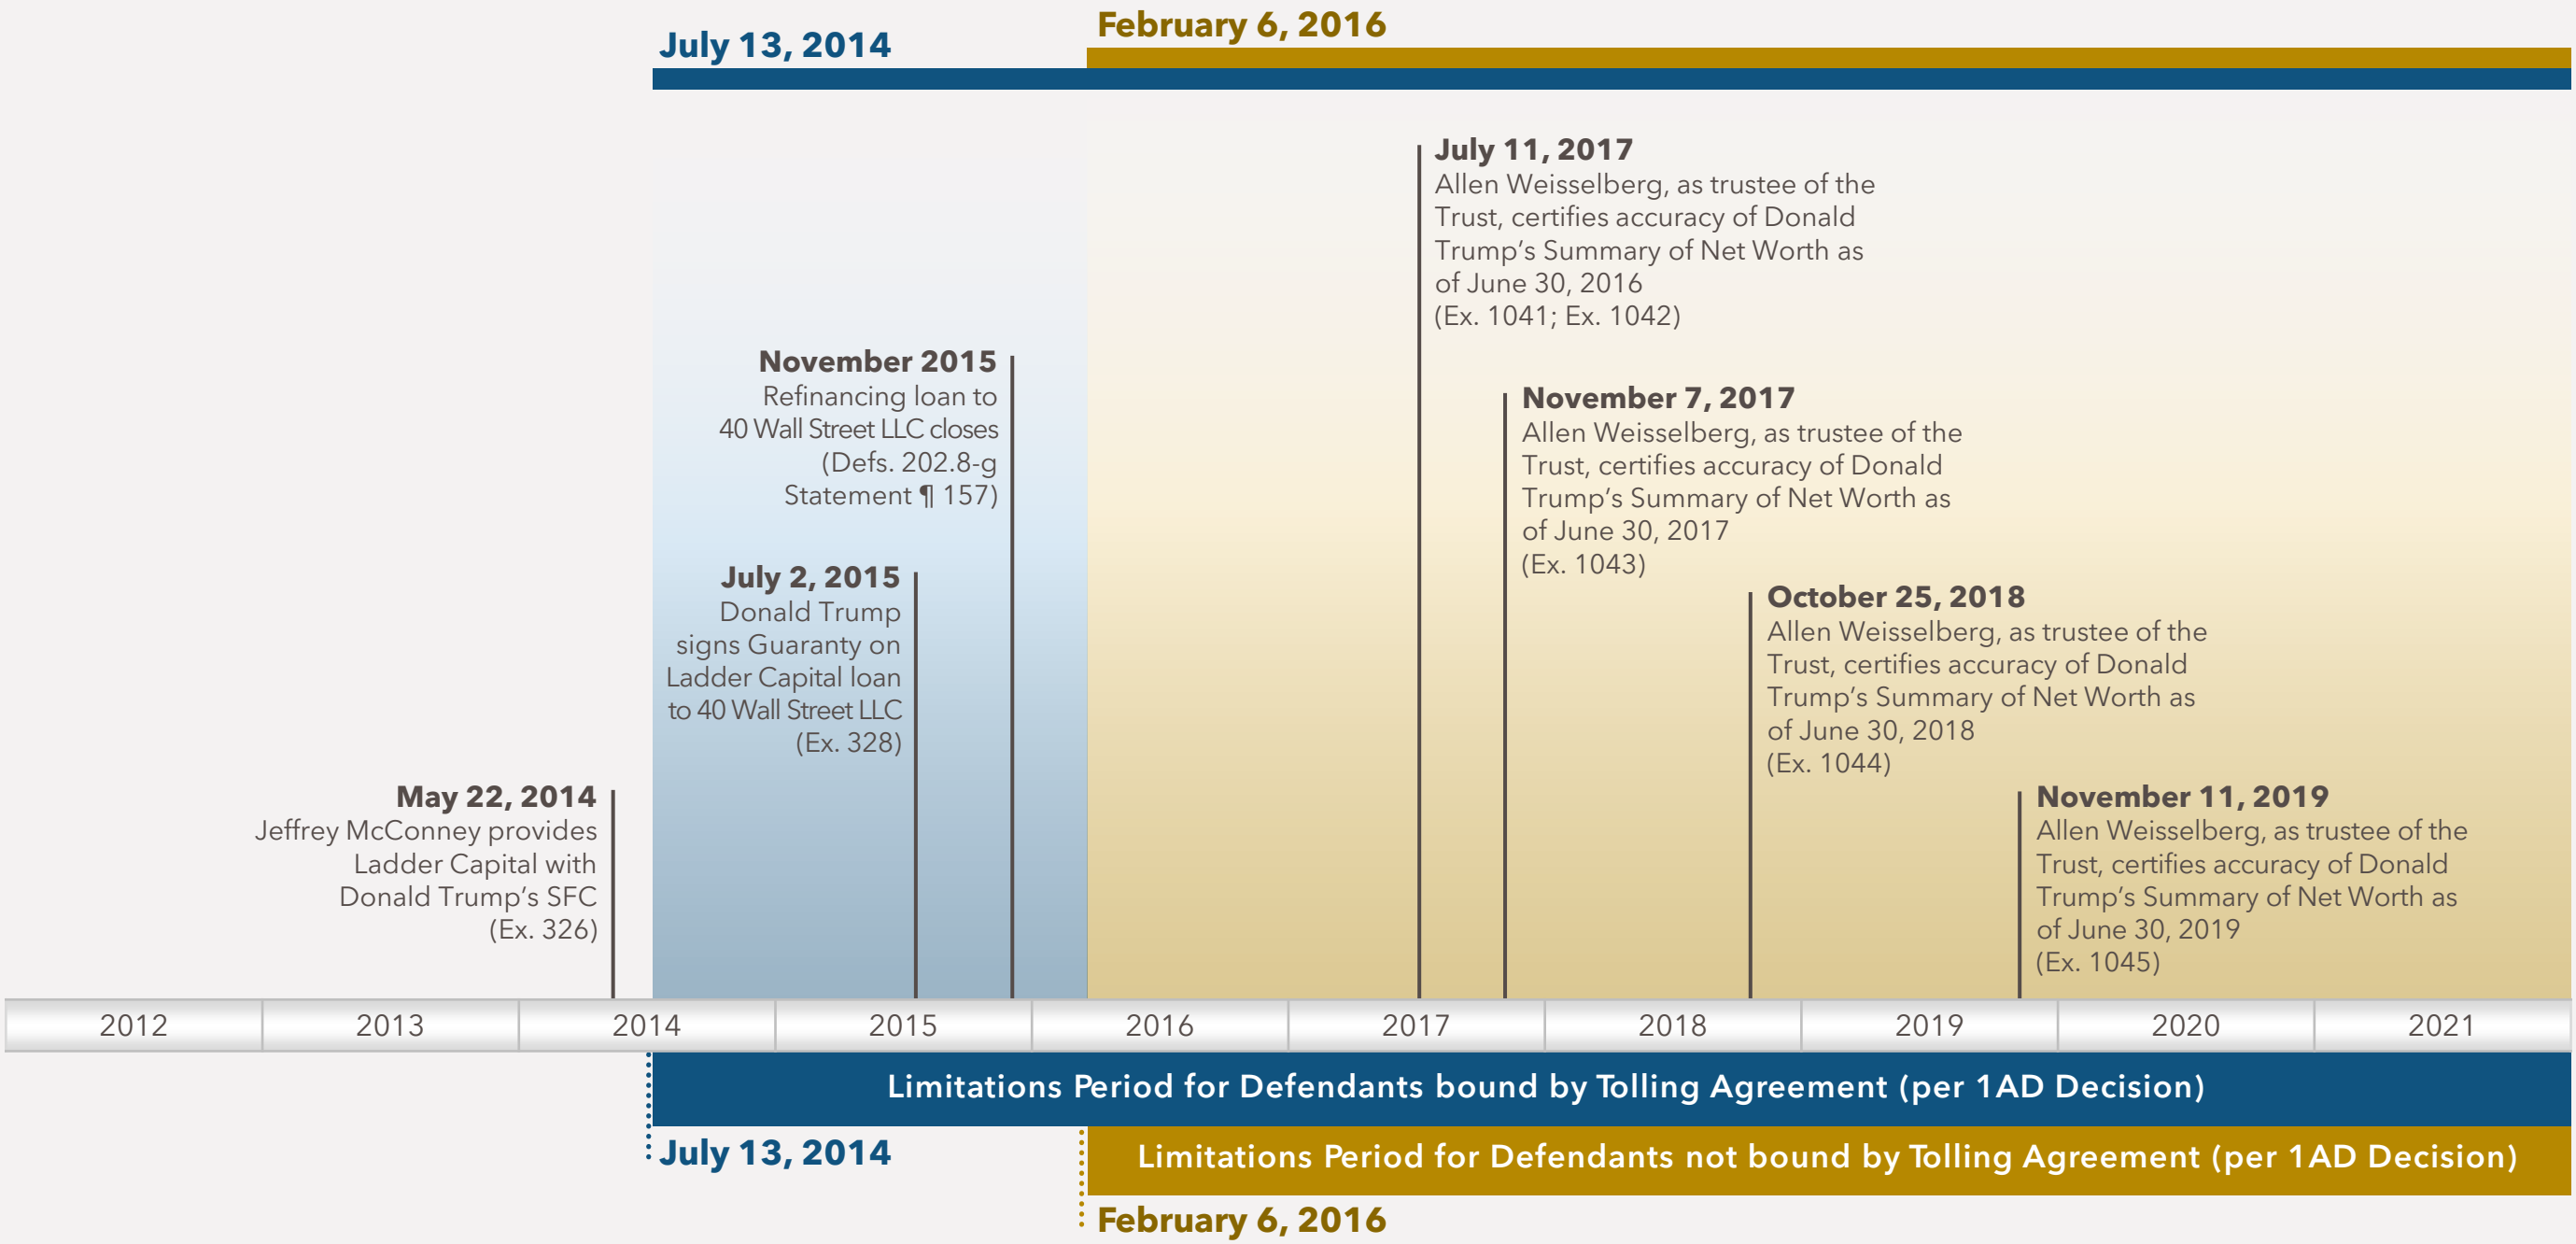 July 13, 2014
February 6, 2016
July 11, 2017
Allen Weisselberg, as trustee of the
Trust, certifies accuracy of Donald
Trump's Summary of Net Worth as
of June 30, 2016
(Ex. 1041; Ex. 1042)
November 2015
Refinancing loan to
40 Wall Street LLC closes
(Defs. 202.8-g
Statement ¶ 157)
November 7, 2017
Allen Weisselberg, as trustee of the
Trust, certifies accuracy of Donald
Trump's Summary of Net Worth as
of June 30, 2017
(Ex. 1043)
July 2, 2015
Donald Trump
signs Guaranty on
Ladder Capital loan
to 40 Wall Street LLC
(Ex. 328)
October 25, 2018
Allen Weisselberg, as trustee of the
Trust, certifies accuracy of Donald
Trump's Summary of Net Worth as
of June 30, 2018
(Ex. 1044)
May 22, 2014
Jeffrey McConney provides
Ladder Capital with
Donald Trump's SFC
(Ex. 326)
November 11, 2019
Allen Weisselberg, as trustee of the
Trust, certifies accuracy of Donald
Trump's Summary of Net Worth as
of June 30, 2019
(Ex. 1045)
2012 2013 2014 2015 2016 2017 2018 2019 2020 2021
Limitations Period for Defendants bound by Tolling Agreement (per 1AD Decision)
July 13, 2014
Limitations Period for Defendants not bound by Tolling Agreement (per 1AD Decision)
February 6, 2016